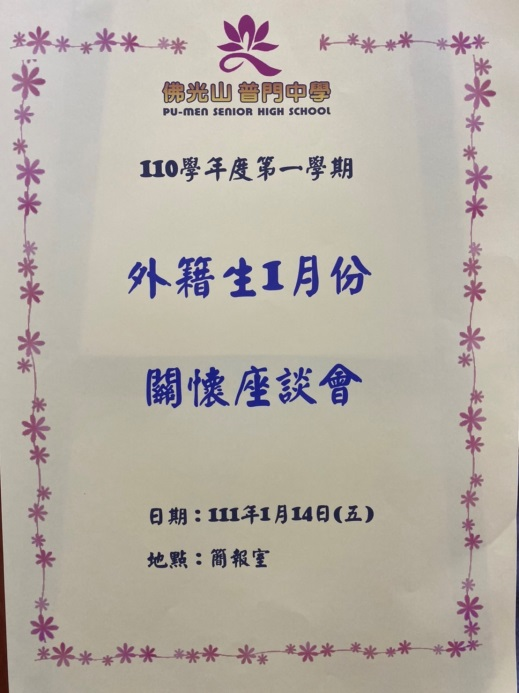 佛光山 普門中學
PU-MEN SENIOR HIGH SCHOOL
110學年度第一學期
外籍生1月份
關懷座談會
日期：111年1月14日(五)
地點：簡報室